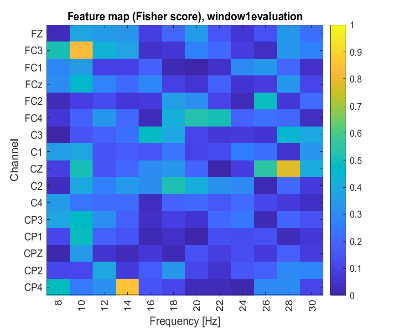 Feature map (Fisher score), window1evaluation
FZ
FC3
FC1
FCz
FC2
FC4
C3
C1
CZ
C2
C4
CP3
CP1
CPZ
CP2
CP4
Channel
8 10 12 14 16 18 20 22 24 26 28 30
Frequency [Hz]
1
0.9
0.8
0.7
0.6
0.5
0.4
0.3
0.2
0.1
0